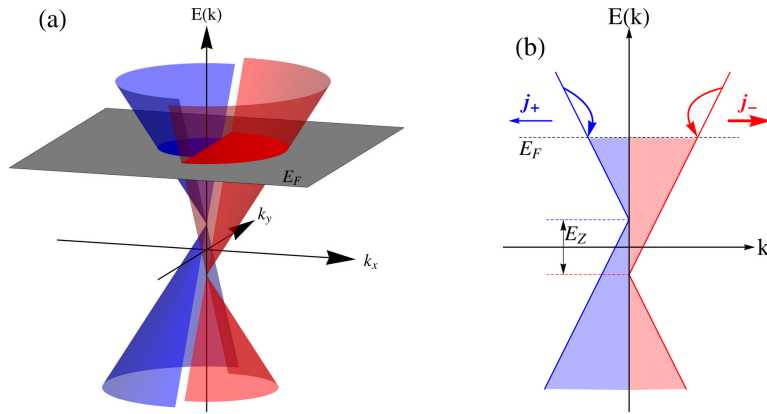 (a)
E(k)
E_F
k_y
k_x
(b)
E(k)
j_+
j_-
E_F
E_Z
k